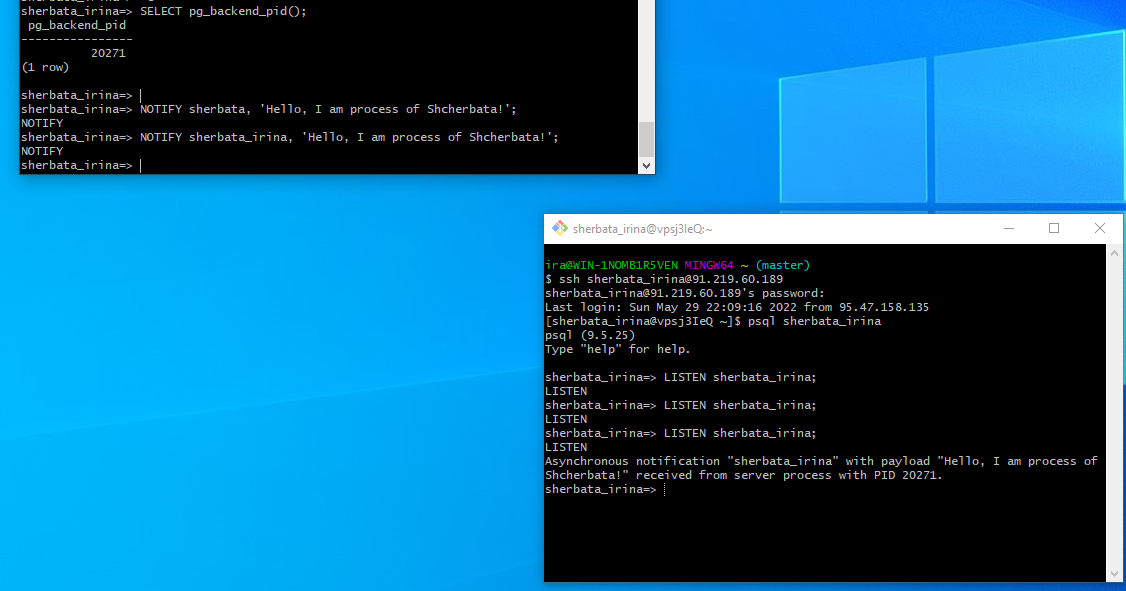 sherbata_irina=> SELECT pg_backend_pid();
 pg_backend_pid
----------------
          20271
(1 row)

sherbata_irina=>
sherbata_irina=> NOTIFY sherbata, 'Hello, I am process of Shcherbata!';
NOTIFY
sherbata_irina=> NOTIFY sherbata_irina, 'Hello, I am process of Shcherbata!';
NOTIFY
sherbata_irina=>
sherbata_irina@vpsj3IeQ:~
ira@WIN-1NOMB1R5VEN MINGW64 ~ (master)
$ ssh sherbata_irina@91.219.60.189
sherbata_irina@91.219.60.189's password:
Last login: Sun May 29 22:09:16 2022 from 95.47.158.135
[sherbata_irina@vpsj3IeQ ~]$ psql sherbata_irina
psql (9.5.25)
Type "help" for help.

sherbata_irina=> LISTEN sherbata_irina;
LISTEN
sherbata_irina=> LISTEN sherbata_irina;
LISTEN
sherbata_irina=> LISTEN sherbata_irina;
LISTEN
Asynchronous notification "sherbata_irina" with payload "Hello, I am process of
Shcherbata!" received from server process with PID 20271.
sherbata_irina=>